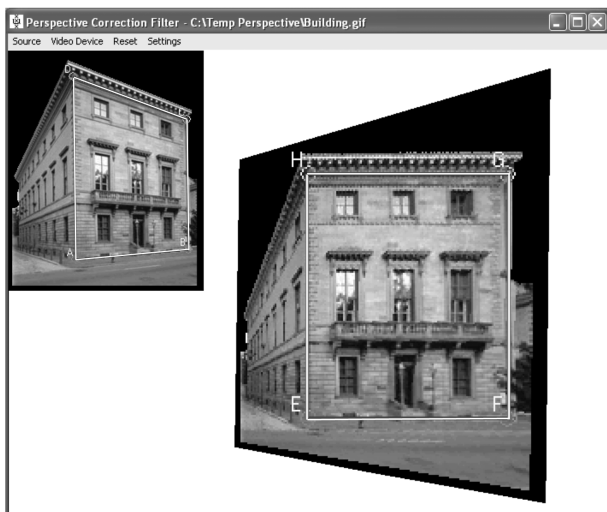 Perspective Correction Filter - C:\Temp Perspective\Building.gif
Source Video Device Reset Settings
D C
A B
H G
E F